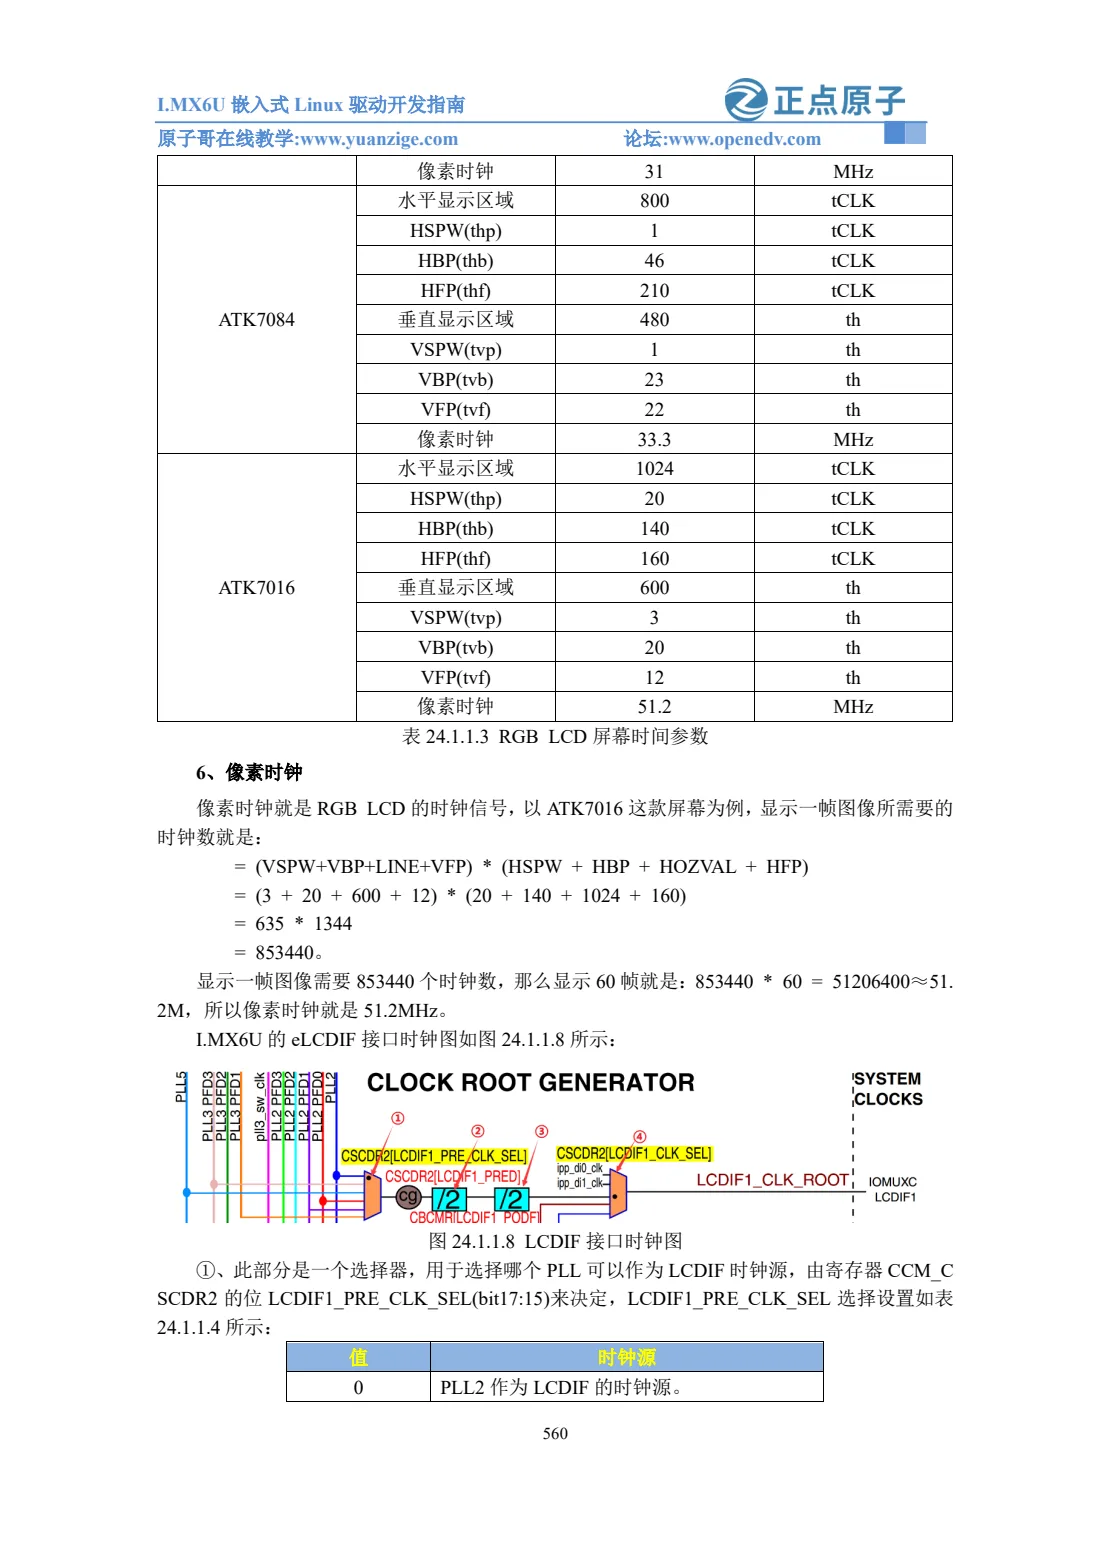 I.MX6U 嵌入式 Linux 驱动开发指南
正点原子
原子哥在线教学:www.yuanzige.com 论坛:www.openedv.com
像素时钟 31 MHz
ATK7084
水平显示区域 800 tCLK
HSPW(thp) 1 tCLK
HBP(thb) 46 tCLK
HFP(thf) 210 tCLK
垂直显示区域 480 th
VSPW(tvp) 1 th
VBP(tvb) 23 th
VFP(tvf) 22 th
像素时钟 33.3 MHz
ATK7016
水平显示区域 1024 tCLK
HSPW(thp) 20 tCLK
HBP(thb) 140 tCLK
HFP(thf) 160 tCLK
垂直显示区域 600 th
VSPW(tvp) 3 th
VBP(tvb) 20 th
VFP(tvf) 12 th
像素时钟 51.2 MHz
表 24.1.1.3 RGB LCD 屏幕时间参数
6、像素时钟
像素时钟就是 RGB LCD 的时钟信号，以 ATK7016 这款屏幕为例，显示一帧图像所需要的
时钟数就是：
= (VSPW+VBP+LINE+VFP) * (HSPW + HBP + HOZVAL + HFP)
= (3 + 20 + 600 + 12) * (20 + 140 + 1024 + 160)
= 635 * 1344
= 853440。
显示一帧图像需要 853440 个时钟数，那么显示 60 帧就是：853440 * 60 = 51206400≈51.
2M，所以像素时钟就是 51.2MHz。
I.MX6U 的 eLCDIF 接口时钟图如图 24.1.1.8 所示：
PLL5
PLL3 PFD3
PLL3 PFD2
PLL3 PFD1
pll3_sw_clk
PLL2 PFD3
PLL2 PFD2
PLL2 PFD1
PLL2 PFD0
PLL2
CLOCK ROOT GENERATOR
SYSTEM
CLOCKS
① ② ③ ④
CSCDR2[LCDIF1_PRE_CLK_SEL]
CSCDR2[LCDIF1_CLK_SEL]
CSCDR2[LCDIF1_PRED]
ipp_di0_clk
ipp_di1_clk
cg /2 /2
LCDIF1_CLK_ROOT
IOMUXC
LCDIF1
CBCMR[LCDIF1_PODF]
图 24.1.1.8 LCDIF 接口时钟图
①、此部分是一个选择器，用于选择哪个 PLL 可以作为 LCDIF 时钟源，由寄存器 CCM_C
SCDR2 的位 LCDIF1_PRE_CLK_SEL(bit17:15)来决定，LCDIF1_PRE_CLK_SEL 选择设置如表
24.1.1.4 所示：
值 时钟源
0 PLL2 作为 LCDIF 的时钟源。
560